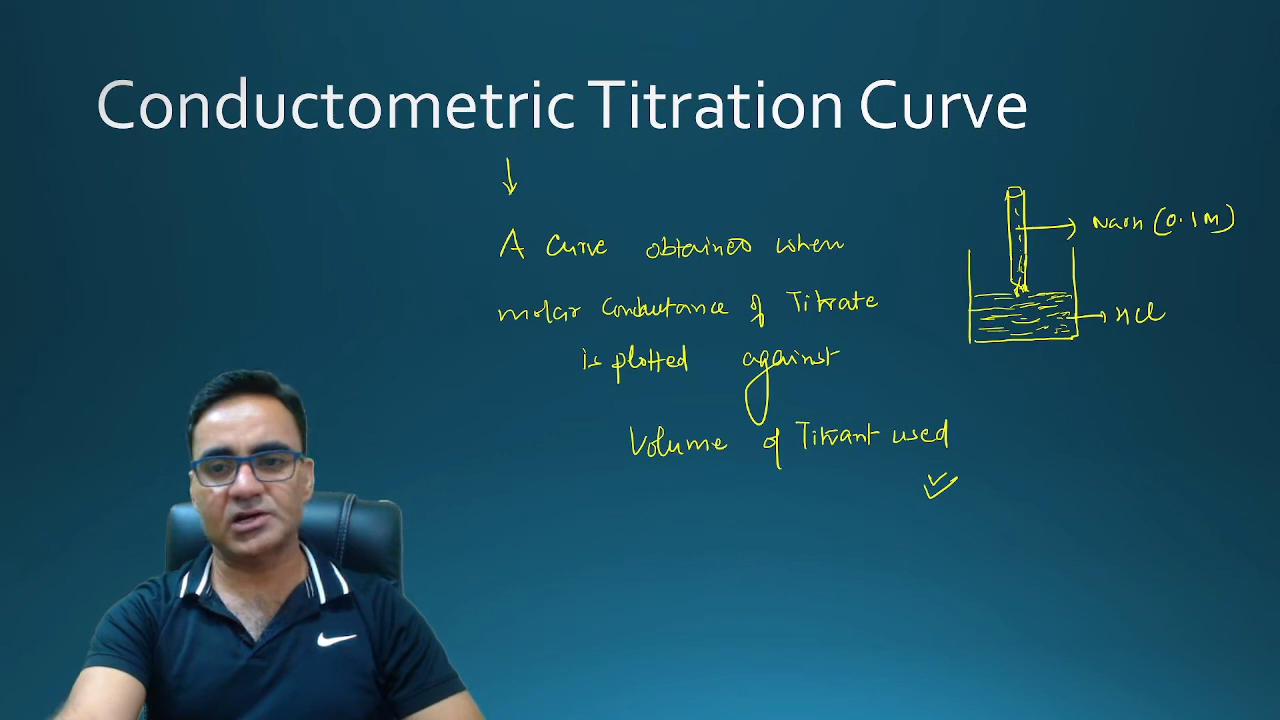 Conductometric Titration Curve
A curve obtained when
molar conductance of Titrate
is plotted against
Volume of Titrant used
NaOH (0.1M)
HCl